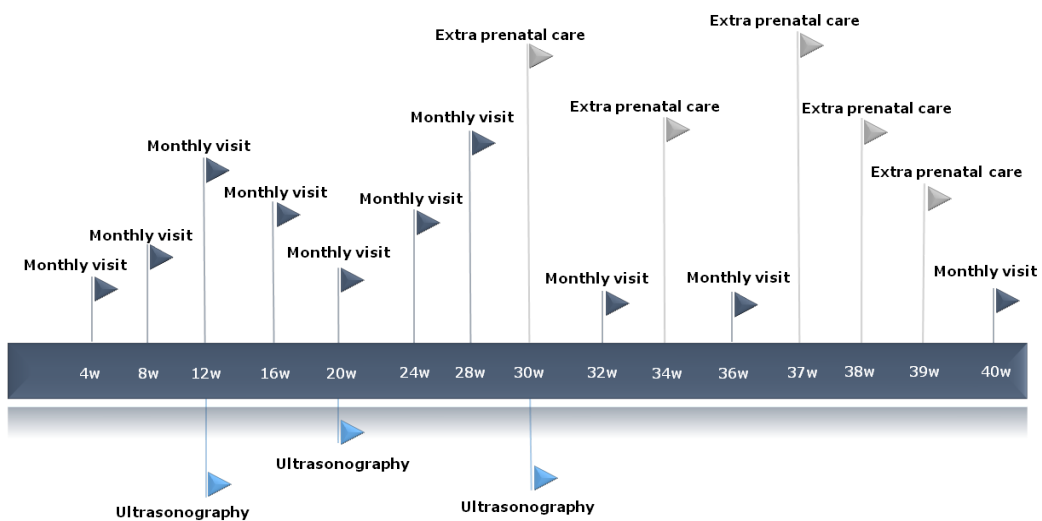 Extra prenatal care
Extra prenatal care
Extra prenatal care
Extra prenatal care
Monthly visit
Monthly visit
Extra prenatal care
Monthly visit
Monthly visit
Monthly visit
Monthly visit
Monthly visit
Monthly visit
Monthly visit
Monthly visit
4w 8w 12w 16w 20w 24w 28w 30w 32w 34w 36w 37w 38w 39w 40w
Ultrasonography
Ultrasonography
Ultrasonography